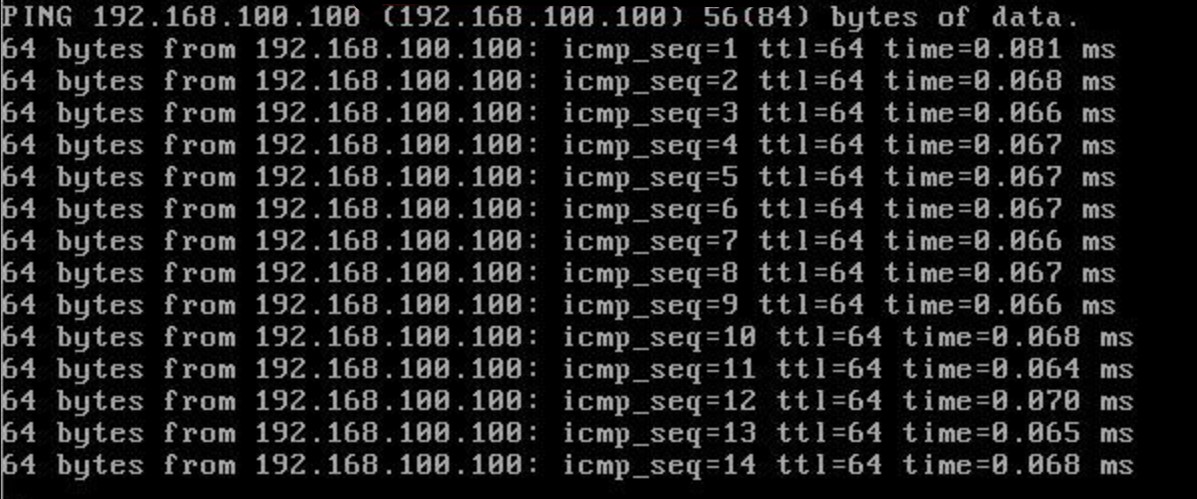 PING 192.168.100.100 (192.168.100.100) 56(84) bytes of data.
64 bytes from 192.168.100.100: icmp_seq=1 ttl=64 time=0.081 ms
64 bytes from 192.168.100.100: icmp_seq=2 ttl=64 time=0.068 ms
64 bytes from 192.168.100.100: icmp_seq=3 ttl=64 time=0.066 ms
64 bytes from 192.168.100.100: icmp_seq=4 ttl=64 time=0.067 ms
64 bytes from 192.168.100.100: icmp_seq=5 ttl=64 time=0.067 ms
64 bytes from 192.168.100.100: icmp_seq=6 ttl=64 time=0.067 ms
64 bytes from 192.168.100.100: icmp_seq=7 ttl=64 time=0.066 ms
64 bytes from 192.168.100.100: icmp_seq=8 ttl=64 time=0.067 ms
64 bytes from 192.168.100.100: icmp_seq=9 ttl=64 time=0.066 ms
64 bytes from 192.168.100.100: icmp_seq=10 ttl=64 time=0.068 ms
64 bytes from 192.168.100.100: icmp_seq=11 ttl=64 time=0.064 ms
64 bytes from 192.168.100.100: icmp_seq=12 ttl=64 time=0.070 ms
64 bytes from 192.168.100.100: icmp_seq=13 ttl=64 time=0.065 ms
64 bytes from 192.168.100.100: icmp_seq=14 ttl=64 time=0.068 ms